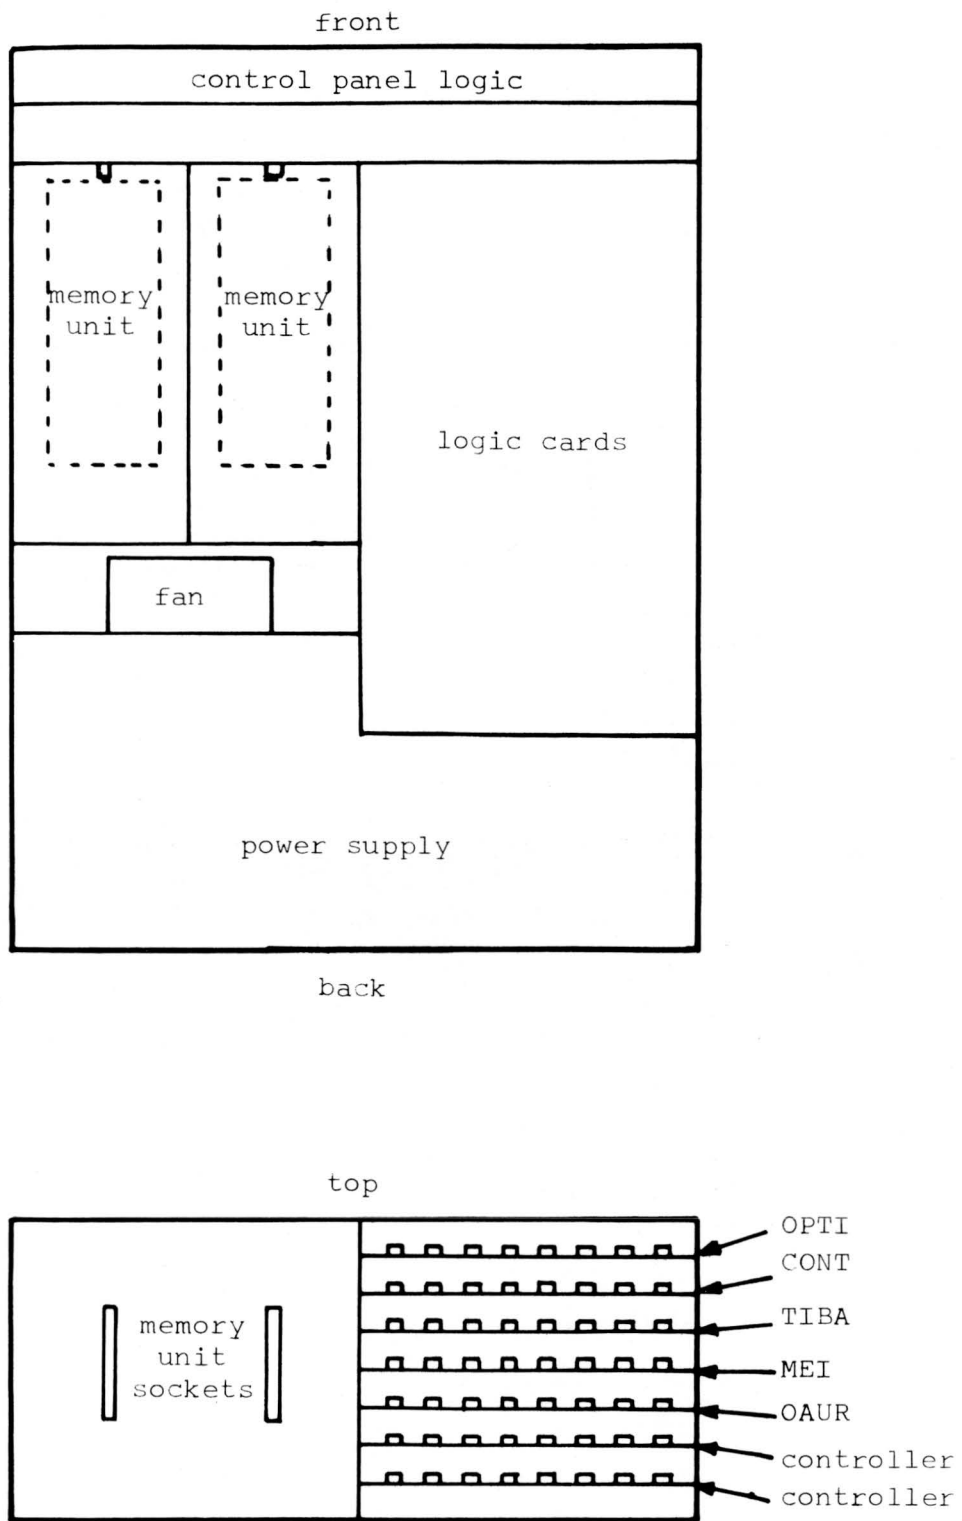 front
control panel logic
memory
unit
memory
unit
logic cards
fan
power supply
back
top
OPTI
CONT
TIBA
memory
unit
sockets
MEI
OAUR
controller
controller